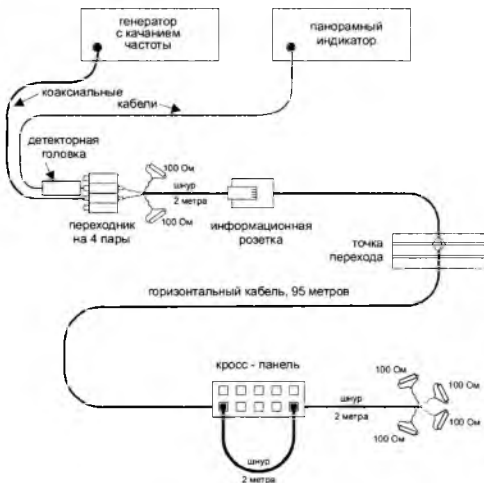 генератор
с качанием
частоты
панорамный
индикатор
коаксиальные
кабели
детекторная
головка
100 Ом
шнур
2 метра
100 Ом
переходник
на 4 пары
информационная
розетка
точка
перехода
горизонтальный кабель, 95 метров
кросс - панель
100 Ом
100 Ом
шнур
2 метра
100 Ом
100 Ом
шнур
2 метра